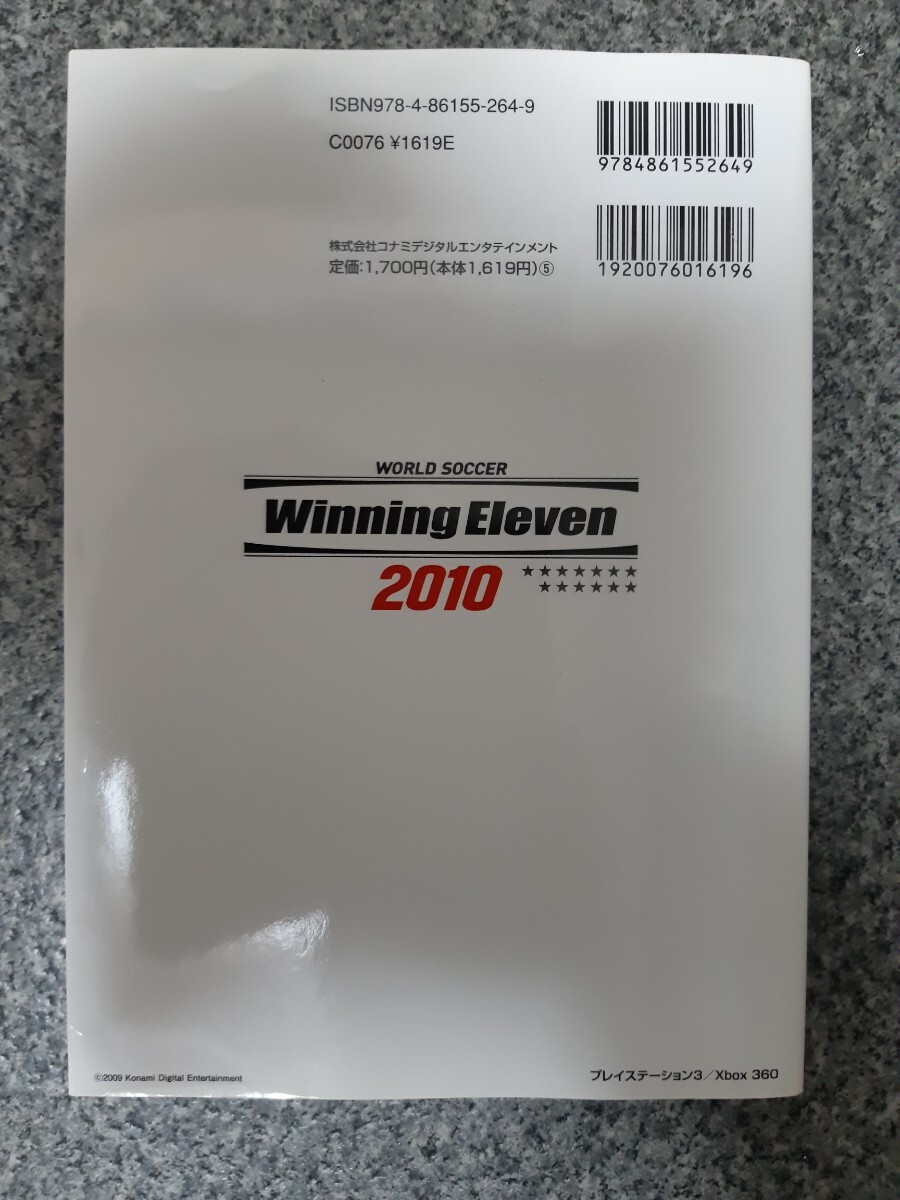 ISBN978-4-86155-264-9
C0076 ¥1619E
9784861552649
株式会社コナミデジタルエンタテインメント
定価:1,700円(本体1,619円)⑤
1920076016196
WORLD SOCCER
Winning Eleven
2010 ★★★★★★★
★★★★★★
©2009 Konami Digital Entertainment
プレイステーション3/Xbox 360